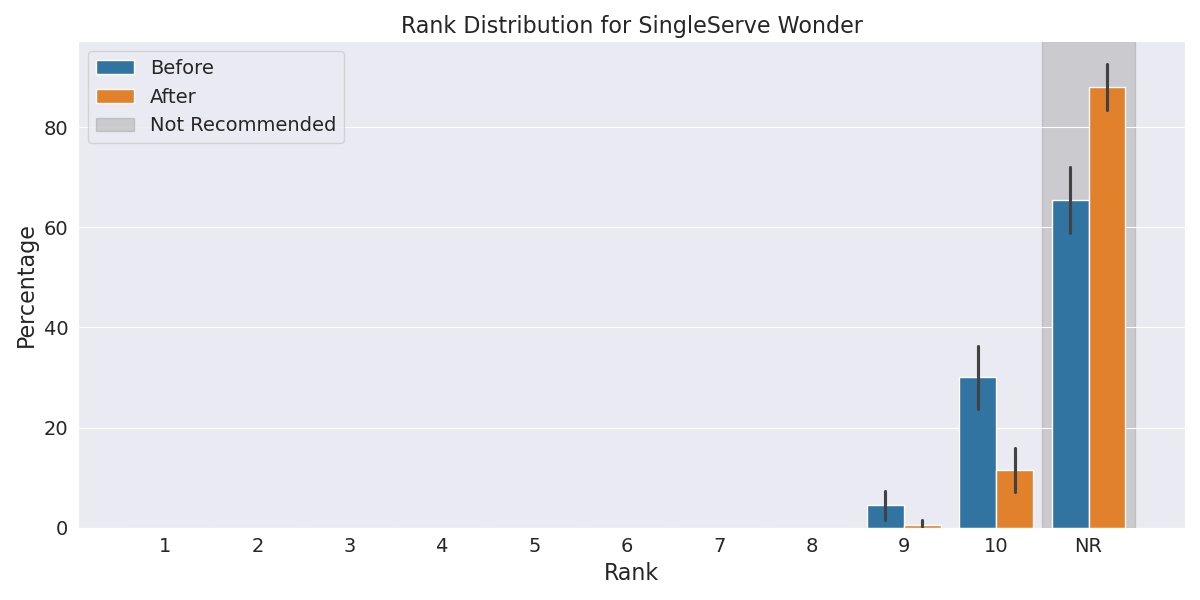 Rank Distribution for SingleServe Wonder
Before
After
Not Recommended
Percentage
80
60
40
20
0
1 2 3 4 5 6 7 8 9 10 NR
Rank